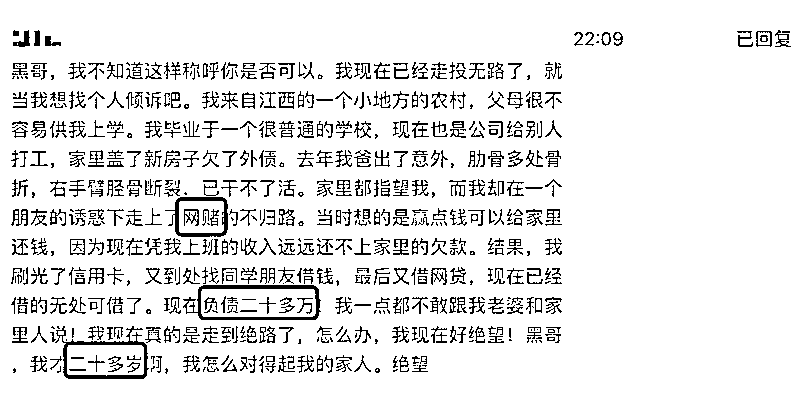 22:09 已回复
黑哥，我不知道这样称呼你是否可以。我现在已经走投无路了，就
当我想找个人倾诉吧。我来自江西的一个小地方的农村，父母很不
容易供我上学。我毕业于一个很普通的学校，现在也是公司给别人
打工，家里盖了新房子欠了外债。去年我爸出了意外，肋骨多处骨
折，右手臂胫骨断裂，已干不了活。家里都指望我，而我却在一个
朋友的诱惑下走上了网赌的不归路。当时想的是赢点钱可以给家里
还钱，因为现在凭我上班的收入远远还不上家里的欠款。结果，我
刷光了信用卡，又到处找同学朋友借钱，最后又借网贷，现在已经
借的无处可借了。现在负债二十多万！我一点都不敢跟我老婆和家
里人说！我现在真的是走到绝路了，怎么办，我现在好绝望！黑哥
，我才二十多岁啊，我怎么对得起我的家人。绝望